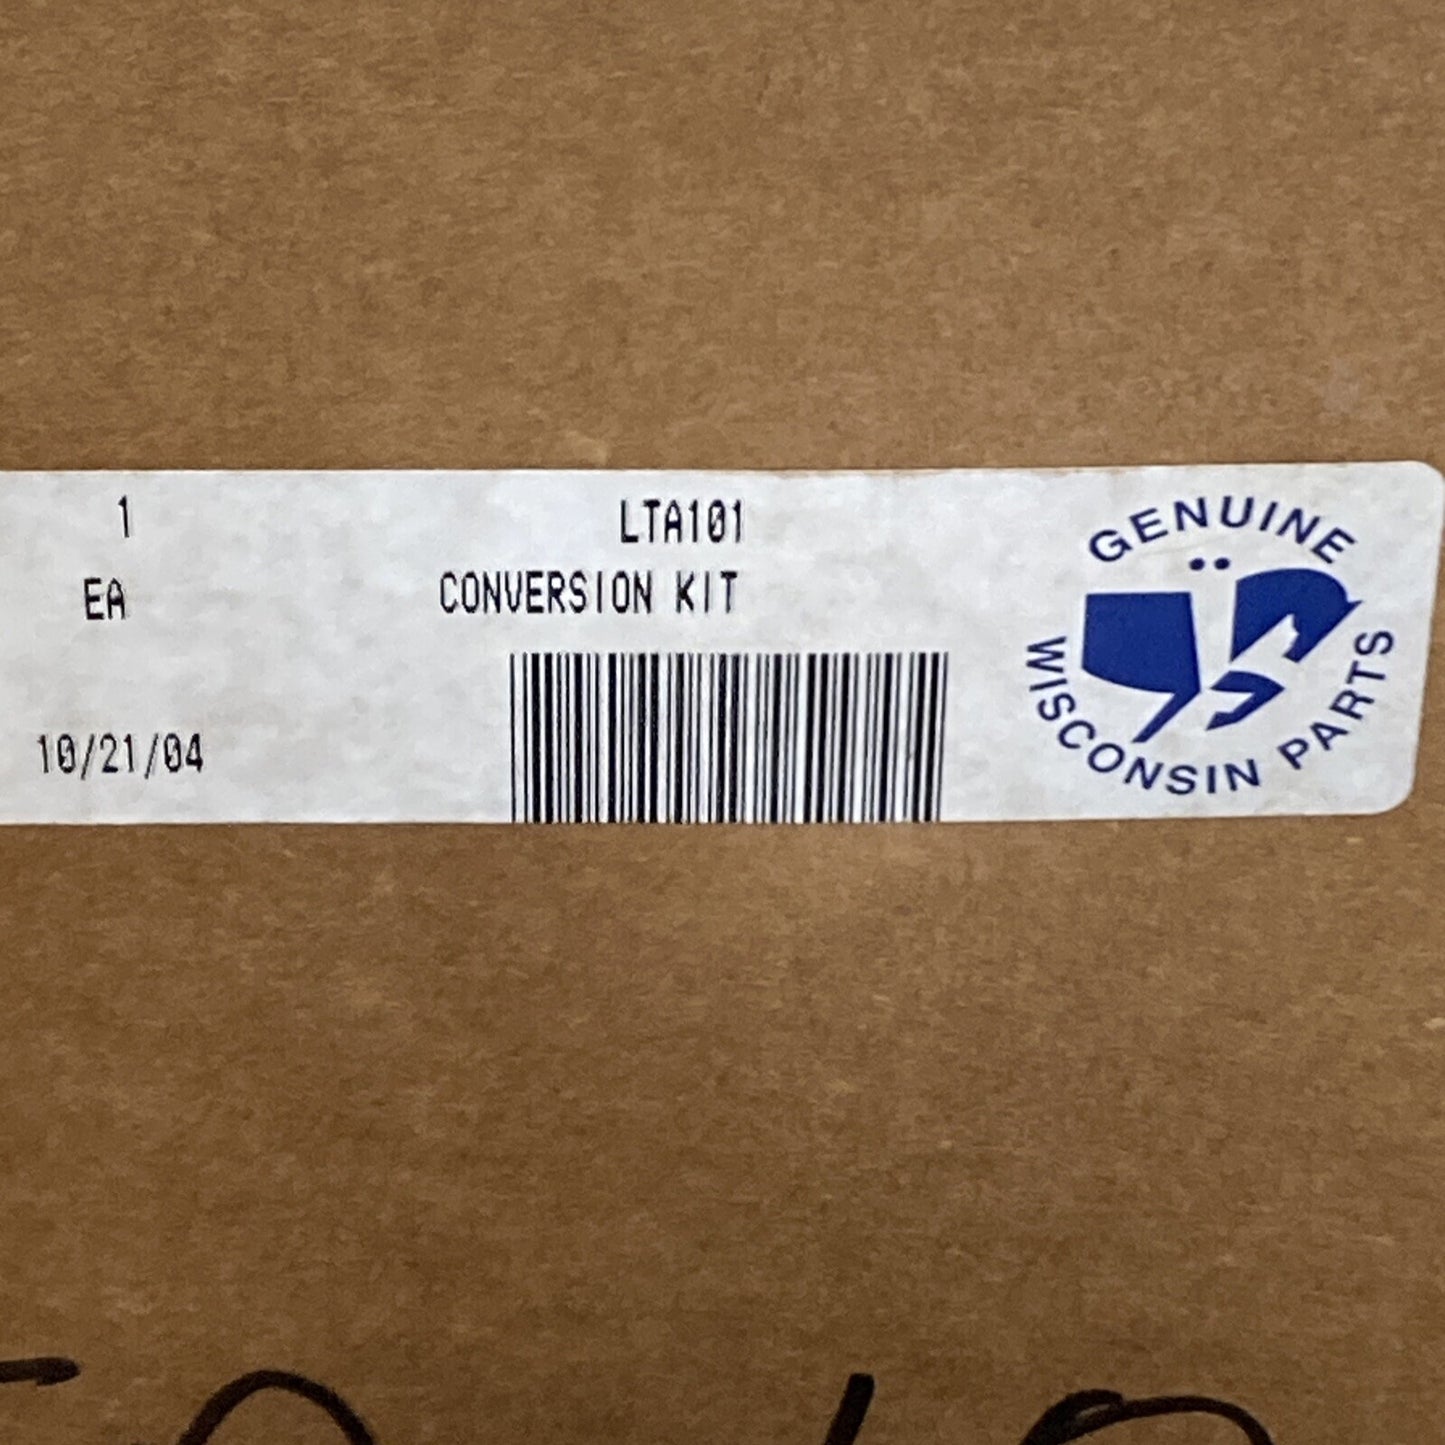 1
LTA101
EA
CONVERSION KIT
10/21/04
GENUINE
WISCONSIN PARTS